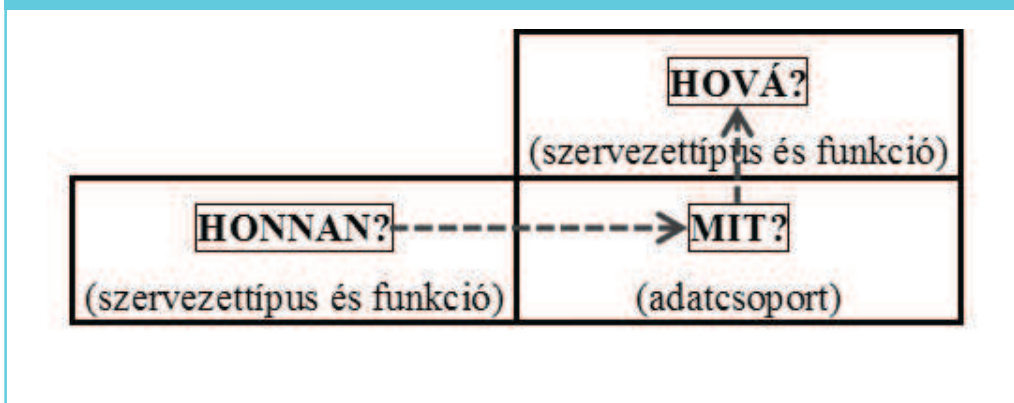 HOVÁ?
(szervezettípus és funkció)
HONNAN?
MIT?
(szervezettípus és funkció)
(adatcsoport)